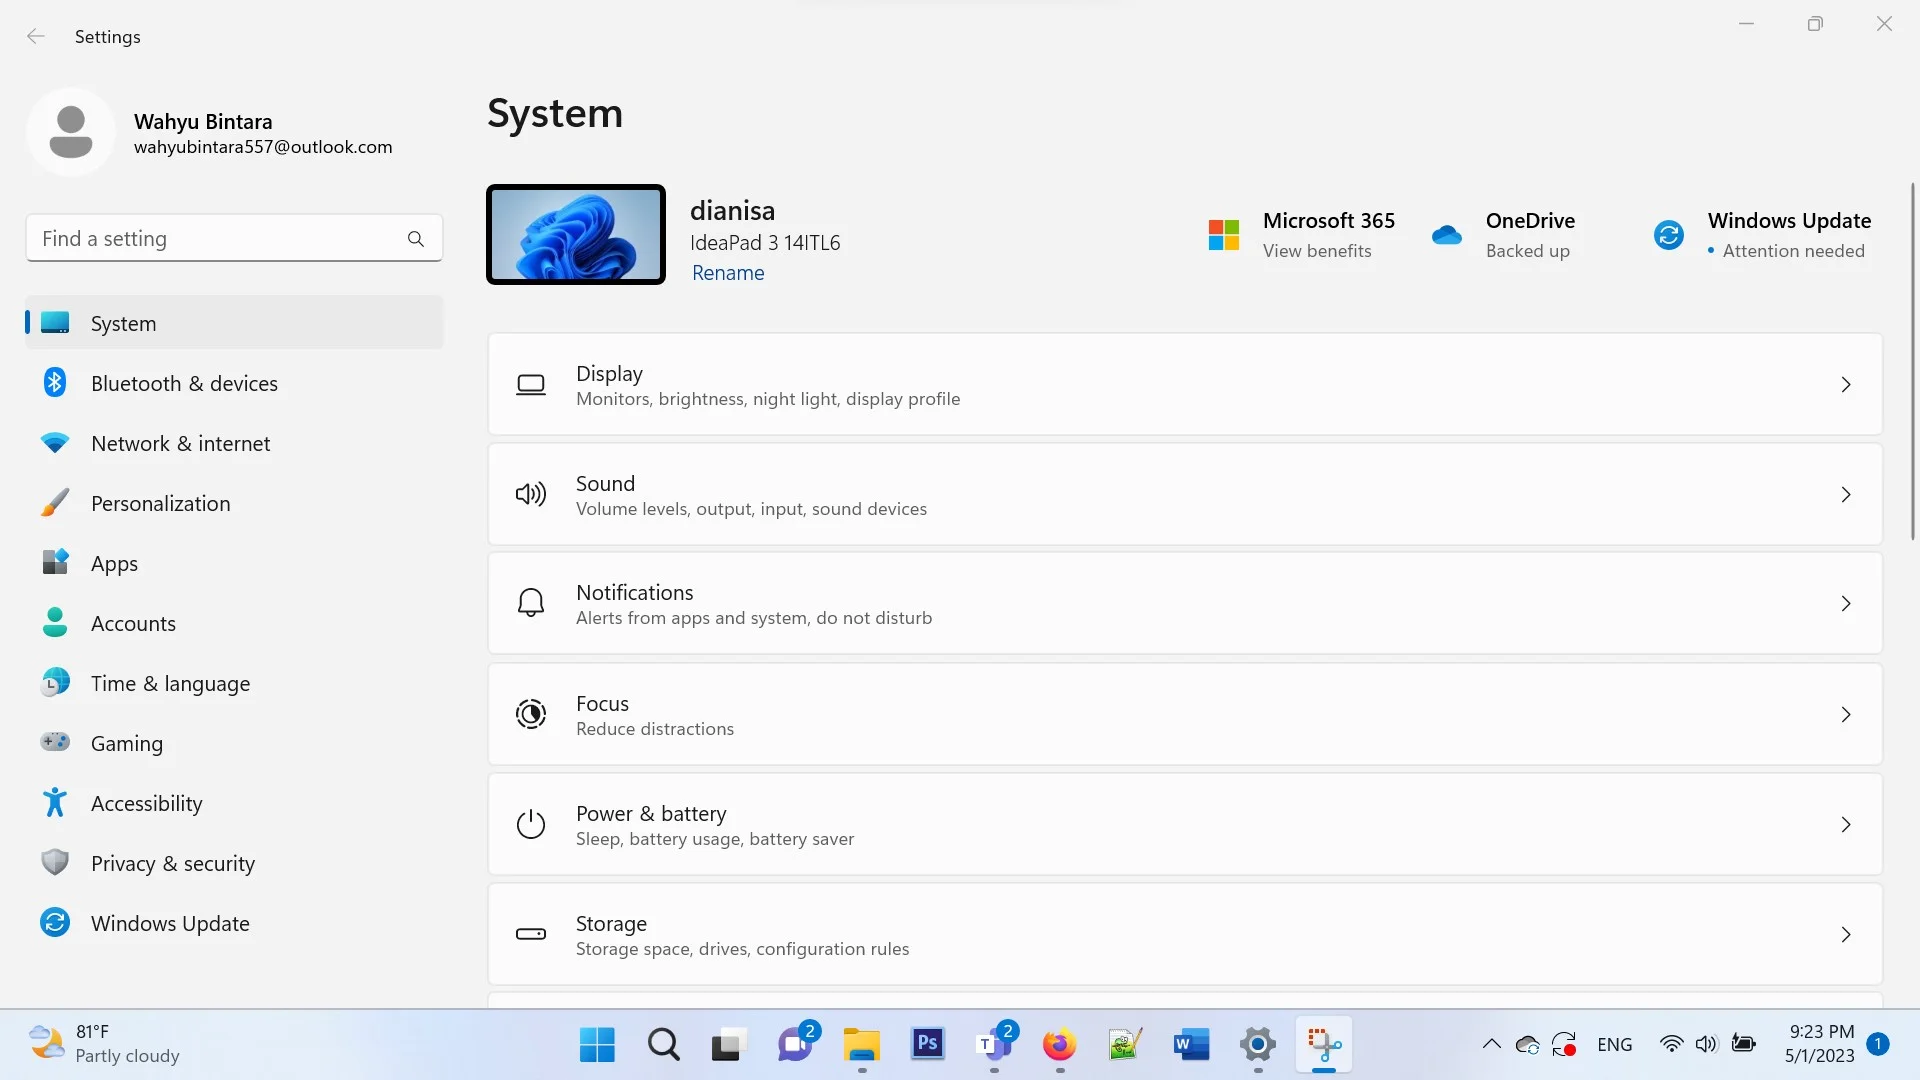 Settings
Wahyu Bintara
wahyubintara557@outlook.com
Find a setting
System
Bluetooth & devices
Network & internet
Personalization
Apps
Accounts
Time & language
Gaming
Accessibility
Privacy & security
Windows Update
System
dianisa
IdeaPad 3 14ITL6
Rename
Microsoft 365
View benefits
OneDrive
Backed up
Windows Update
• Attention needed
Display
Monitors, brightness, night light, display profile
Sound
Volume levels, output, input, sound devices
Notifications
Alerts from apps and system, do not disturb
Focus
Reduce distractions
Power & battery
Sleep, battery usage, battery saver
Storage
Storage space, drives, configuration rules
81°F
Partly cloudy
2
Ps
T
2
W
ENG
9:23 PM
5/1/2023
1